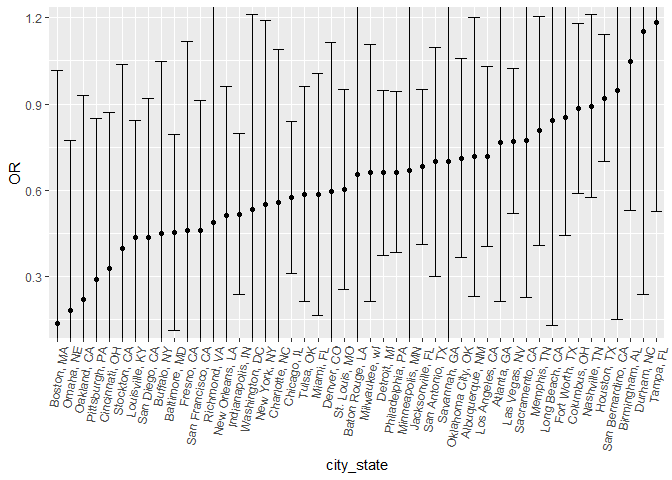 1.2
0.9
0.6
0.3
OR
Boston, MA
Omaha, NE
Oakland, CA
Pittsburgh, PA
Cincinnati, OH
Stockton, CA
Louisville, KY
San Diego, CA
Buffalo, NY
Baltimore, MD
Fresno, CA
San Francisco, CA
Richmond, VA
New Orleans, LA
Indianapolis, IN
Washington, DC
New York, NY
Charlotte, NC
Chicago, IL
Tulsa, OK
Miami, FL
Denver, CO
St. Louis, MO
Baton Rouge, LA
Milwaukee, wI
Detroit, MI
Philadelphia, PA
Minneapolis, MN
Jacksonville, FL
San Antonio, TX
Savannah, GA
Oklahoma City, OK
Albuquerque, NM
Los Angeles, CA
Atlanta, GA
Las Vegas, NV
Sacramento, CA
Memphis, TN
Long Beach, CA
Fort Worth, TX
Columbus, OH
Nashville, TN
Houston, TX
San Bernardino, CA
Birmingham, AL
Durham, NC
Tampa, FL
city_state